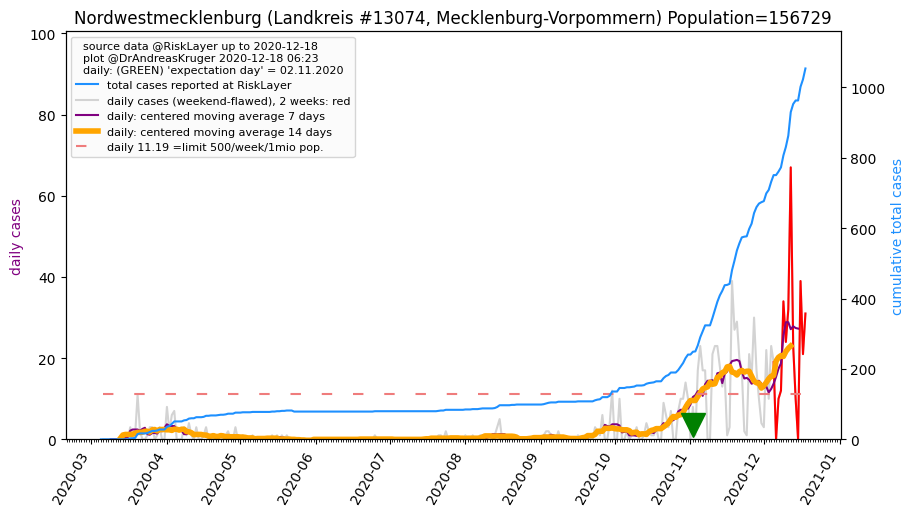 Nordwestmecklenburg (Landkreis #13074, Mecklenburg-Vorpommern) Population=156729
source data @RiskLayer up to 2020-12-18
plot @DrAndreasKruger 2020-12-18 06:23
daily: (GREEN) 'expectation day' = 02.11.2020
total cases reported at RiskLayer
daily cases (weekend-flawed), 2 weeks: red
daily: centered moving average 7 days
daily: centered moving average 14 days
daily 11.19 =limit 500/week/1mio pop.
daily cases
100
80
60
40
20
0
cumulative total cases
1000
800
600
400
200
0
2020-03
2020-04
2020-05
2020-06
2020-07
2020-08
2020-09
2020-10
2020-11
2020-12
2021-01